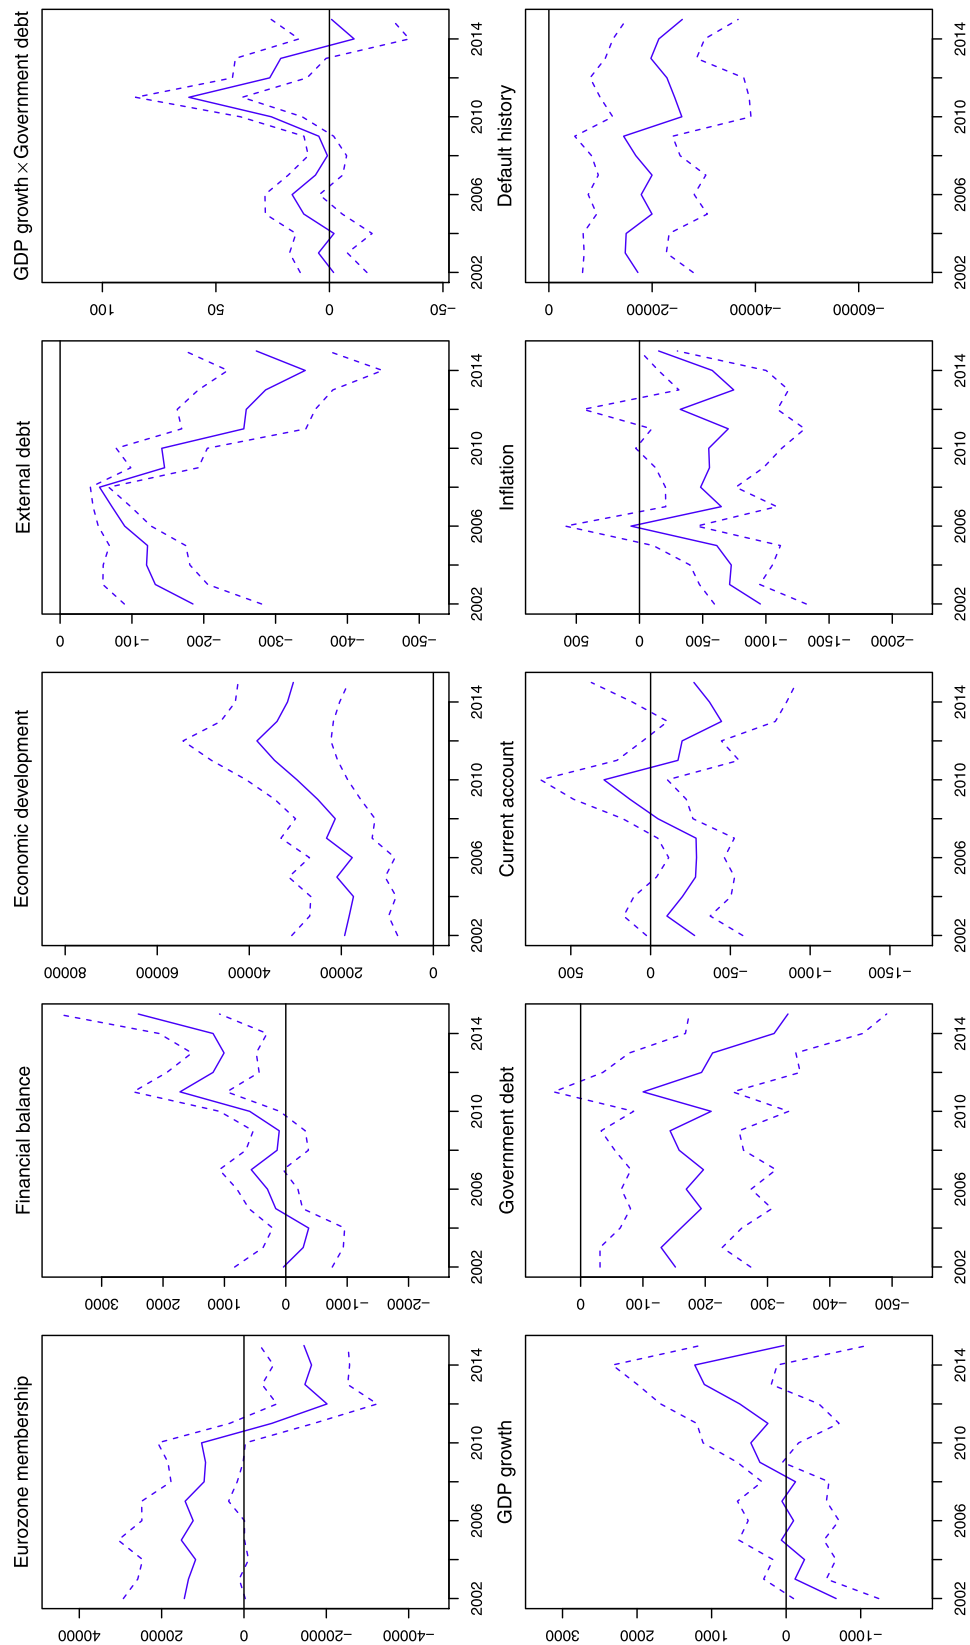 Eurozone membership
40000
20000
0
−20000
−40000
2002 2006 2010 2014
Financial balance
3000
2000
1000
0
−1000
−2000
2002 2006 2010 2014
Economic development
80000
60000
40000
20000
0
2002 2006 2010 2014
External debt
0
−100
−200
−300
−400
−500
2002 2006 2010 2014
GDP growth × Government debt
100
50
0
−50
2002 2006 2010 2014
GDP growth
3000
2000
1000
0
−1000
2002 2006 2010 2014
Government debt
0
−100
−200
−300
−400
−500
2002 2006 2010 2014
Current account
500
0
−500
−1000
−1500
2002 2006 2010 2014
Inflation
500
0
−500
−1000
−1500
−2000
2002 2006 2010 2014
Default history
0
−20000
−40000
−60000
2002 2006 2010 2014